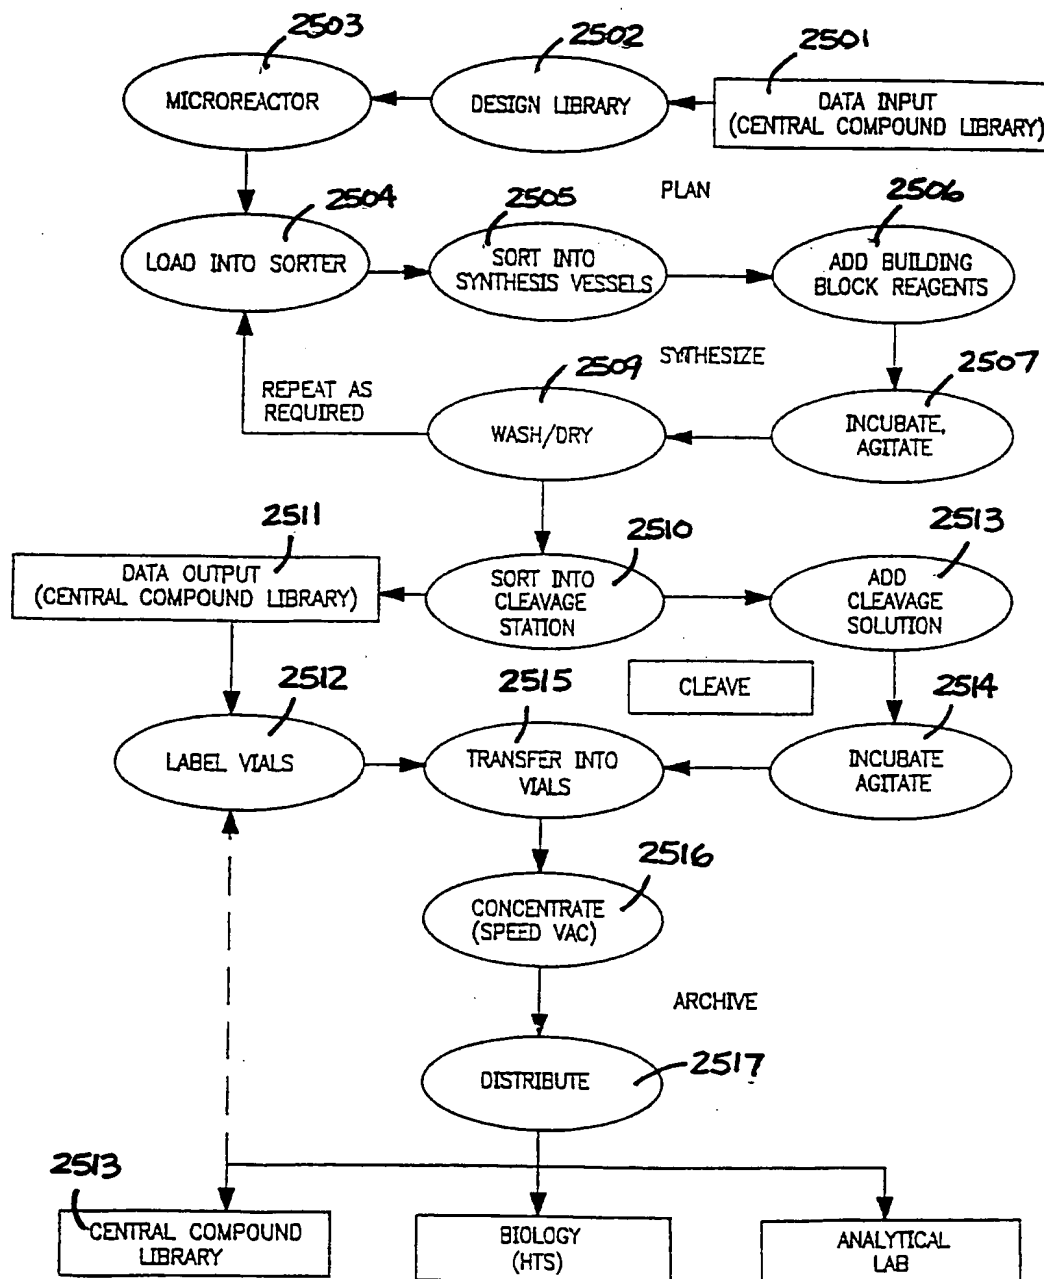 2503
2502
2501
MICROREACTOR
DESIGN LIBRARY
DATA INPUT
(CENTRAL COMPOUND LIBRARY)
PLAN
2504
2505
2506
LOAD INTO SORTER
SORT INTO
SYNTHESIS VESSELS
ADD BUILDING
BLOCK REAGENTS
SYTHESIZE
2509
2507
REPEAT AS
REQUIRED
WASH/DRY
INCUBATE,
AGITATE
2511
2510
2513
DATA OUTPUT
(CENTRAL COMPOUND LIBRARY)
SORT INTO
CLEAVAGE
STATION
ADD
CLEAVAGE
SOLUTION
CLEAVE
2512
2515
2514
LABEL VIALS
TRANSFER INTO
VIALS
INCUBATE
AGITATE
2516
CONCENTRATE
(SPEED VAC)
ARCHIVE
DISTRIBUTE
2517
2513
CENTRAL COMPOUND
LIBRARY
BIOLOGY
(HTS)
ANALYTICAL
LAB